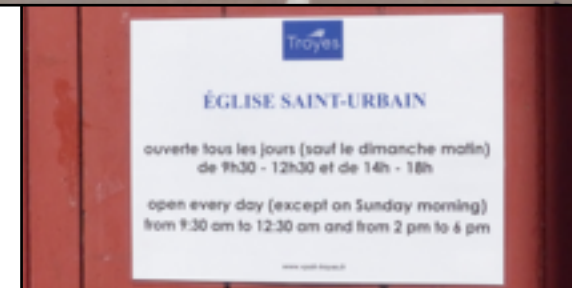 Troyes
ÉGLISE SAINT-URBAIN
ouverte tous les jours (sauf le dimanche matin)
de 9h30 - 12h30 et de 14h - 18h
open every day (except on Sunday morning)
from 9:30 am to 12:30 am and from 2 pm to 6 pm